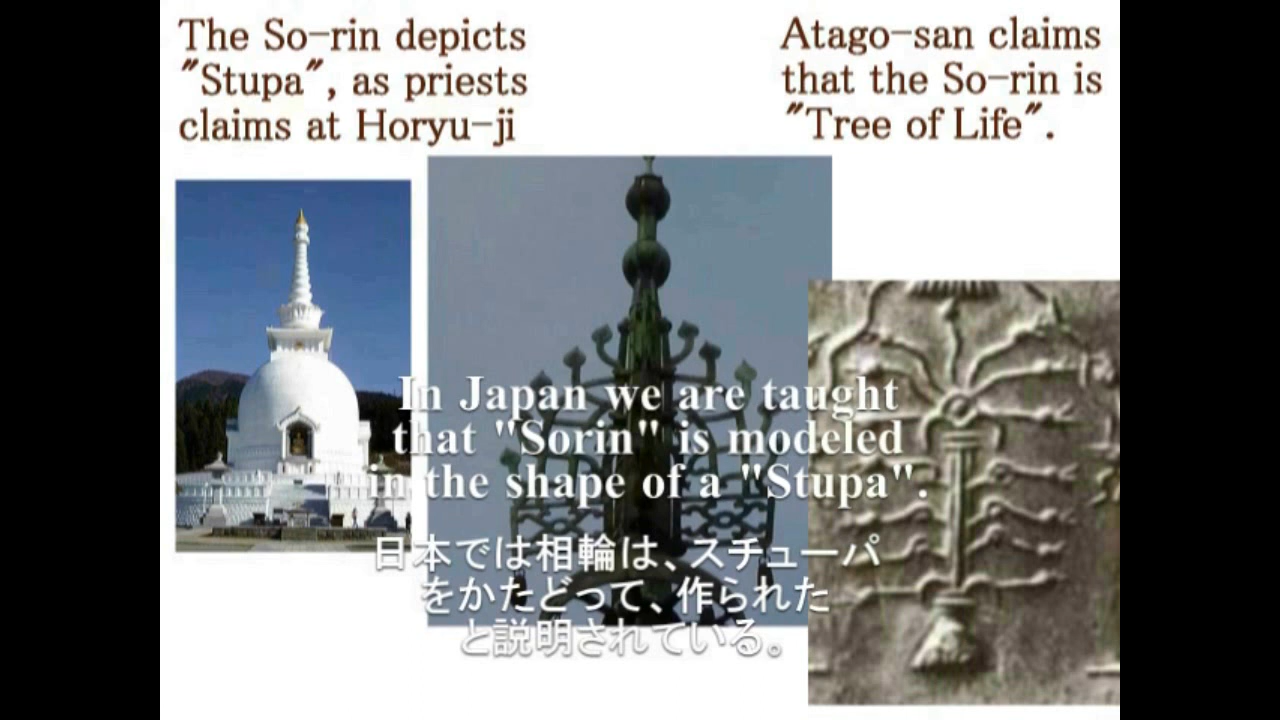 The So-rin depicts
"Stupa", as priests
claims at Horyu-ji
Atago-san claims
that the So-rin is
"Tree of Life".
In Japan we are taught
that "Sorin" is modeled
in the shape of a "Stupa".
日本では相輪は、スチューパ
をかたどって、作られた
と説明されている。